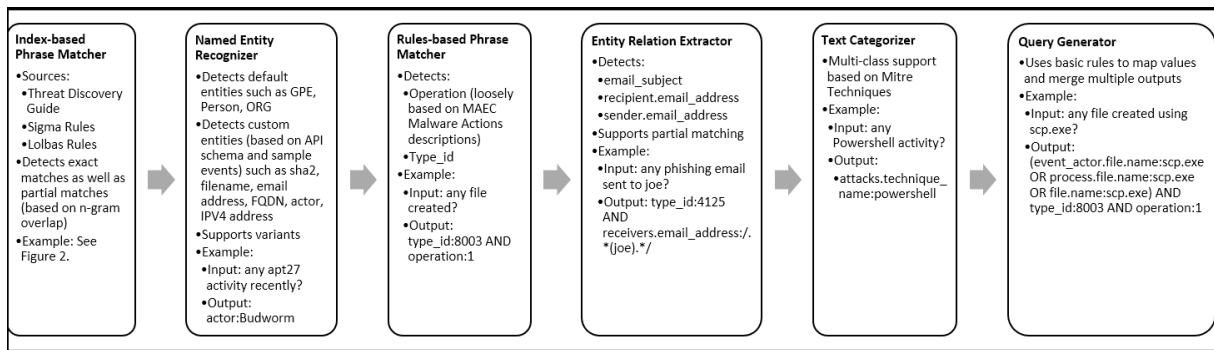 Index-based
Phrase Matcher
•Sources:
•Threat Discovery
Guide
•Sigma Rules
•Lolbas Rules
•Detects exact
matches as well as
partial matches
(based on n-gram
overlap)
•Example: See
Figure 2.
Named Entity
Recognizer
•Detects default
entities such as GPE,
Person, ORG
•Detects custom
entities (based on API
schema and sample
events) such as sha2,
filename, email
address, FQDN, actor,
IPV4 address
•Supports variants
•Example:
•Input: any apt27
activity recently?
•Output:
actor:Budworm
Rules-based Phrase
Matcher
•Detects:
•Operation (loosely
based on MAEC
Malware Actions
descriptions)
•Type_id
•Example:
•Input: any file
created?
•Output:
type_id:8003 AND
operation:1
Entity Relation Extractor
•Detects:
•email_subject
•recipient.email_address
•sender.email_address
•Supports partial matching
•Example:
•Input: any phishing email
sent to joe?
•Output: type_id:4125
AND
receivers.email_address:/.
*(joe).*/
Text Categorizer
•Multi-class support
based on Mitre
Techniques
•Example:
•Input: any
Powershell activity?
•Output:
•attacks.technique_
name:powershell
Query Generator
•Uses basic rules to map values
and merge multiple outputs
•Example:
•Input: any file created using
scp.exe?
•Output:
(event_actor.file.name:scp.exe
OR process.file.name:scp.exe
OR file.name:scp.exe) AND
type_id:8003 AND operation:1